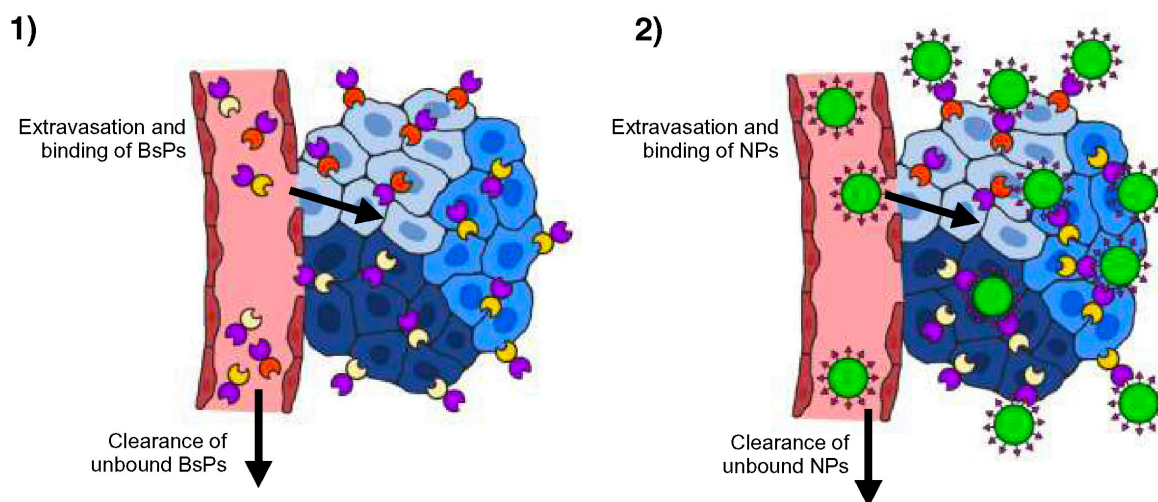 1)
Extravasation and
binding of BsPs
Clearance of
unbound BsPs
2)
Extravasation and
binding of NPs
Clearance of
unbound NPs